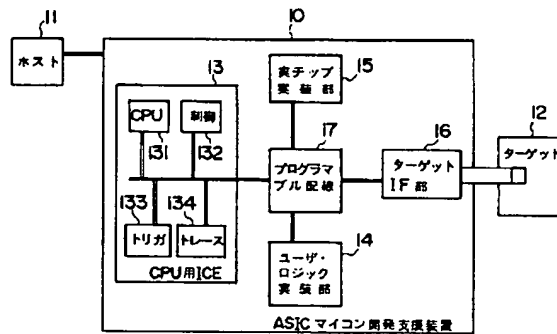 11
ホスト
10
13
CPU
131
制御
132
133
トリガ
134
トレース
CPU用ICE
15
実チップ
実装部
17
プログラマ
ブル配線
14
ユーザ・
ロジック
実装部
16
ターゲット
IF部
12
ターゲット
ASICマイコン開発支援装置